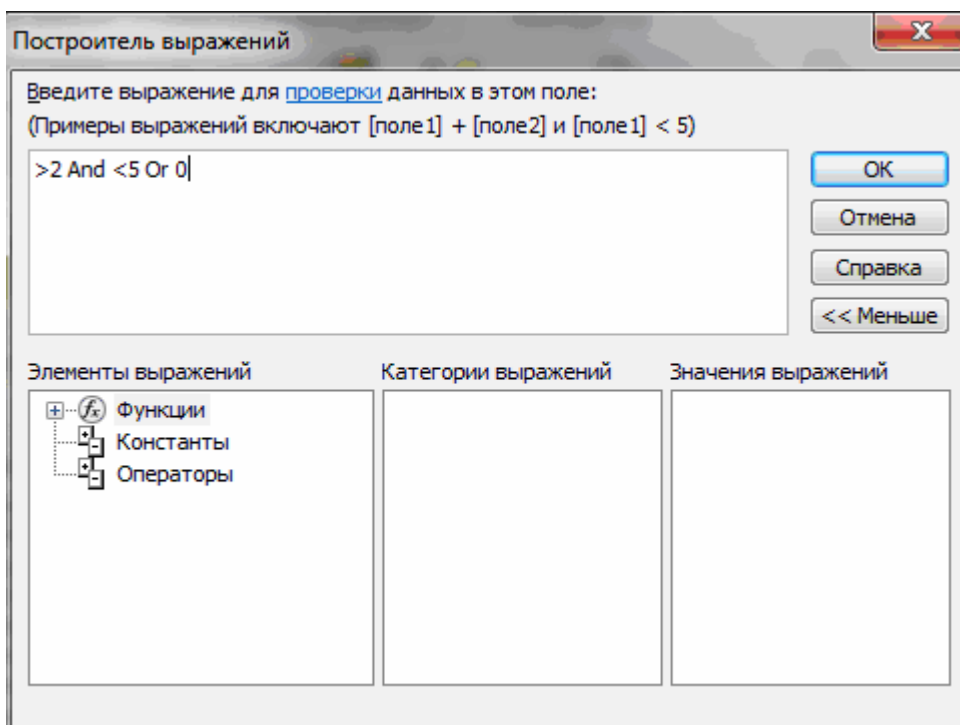 Построитель выражений
Введите выражение для проверки данных в этом поле:
(Примеры выражений включают [поле1] + [поле2] и [поле1] < 5)
>2 And <5 Or 0
ОК
Отмена
Справка
<< Меньше
Элементы выражений
Категории выражений
Значения выражений
Функции
Константы
Операторы